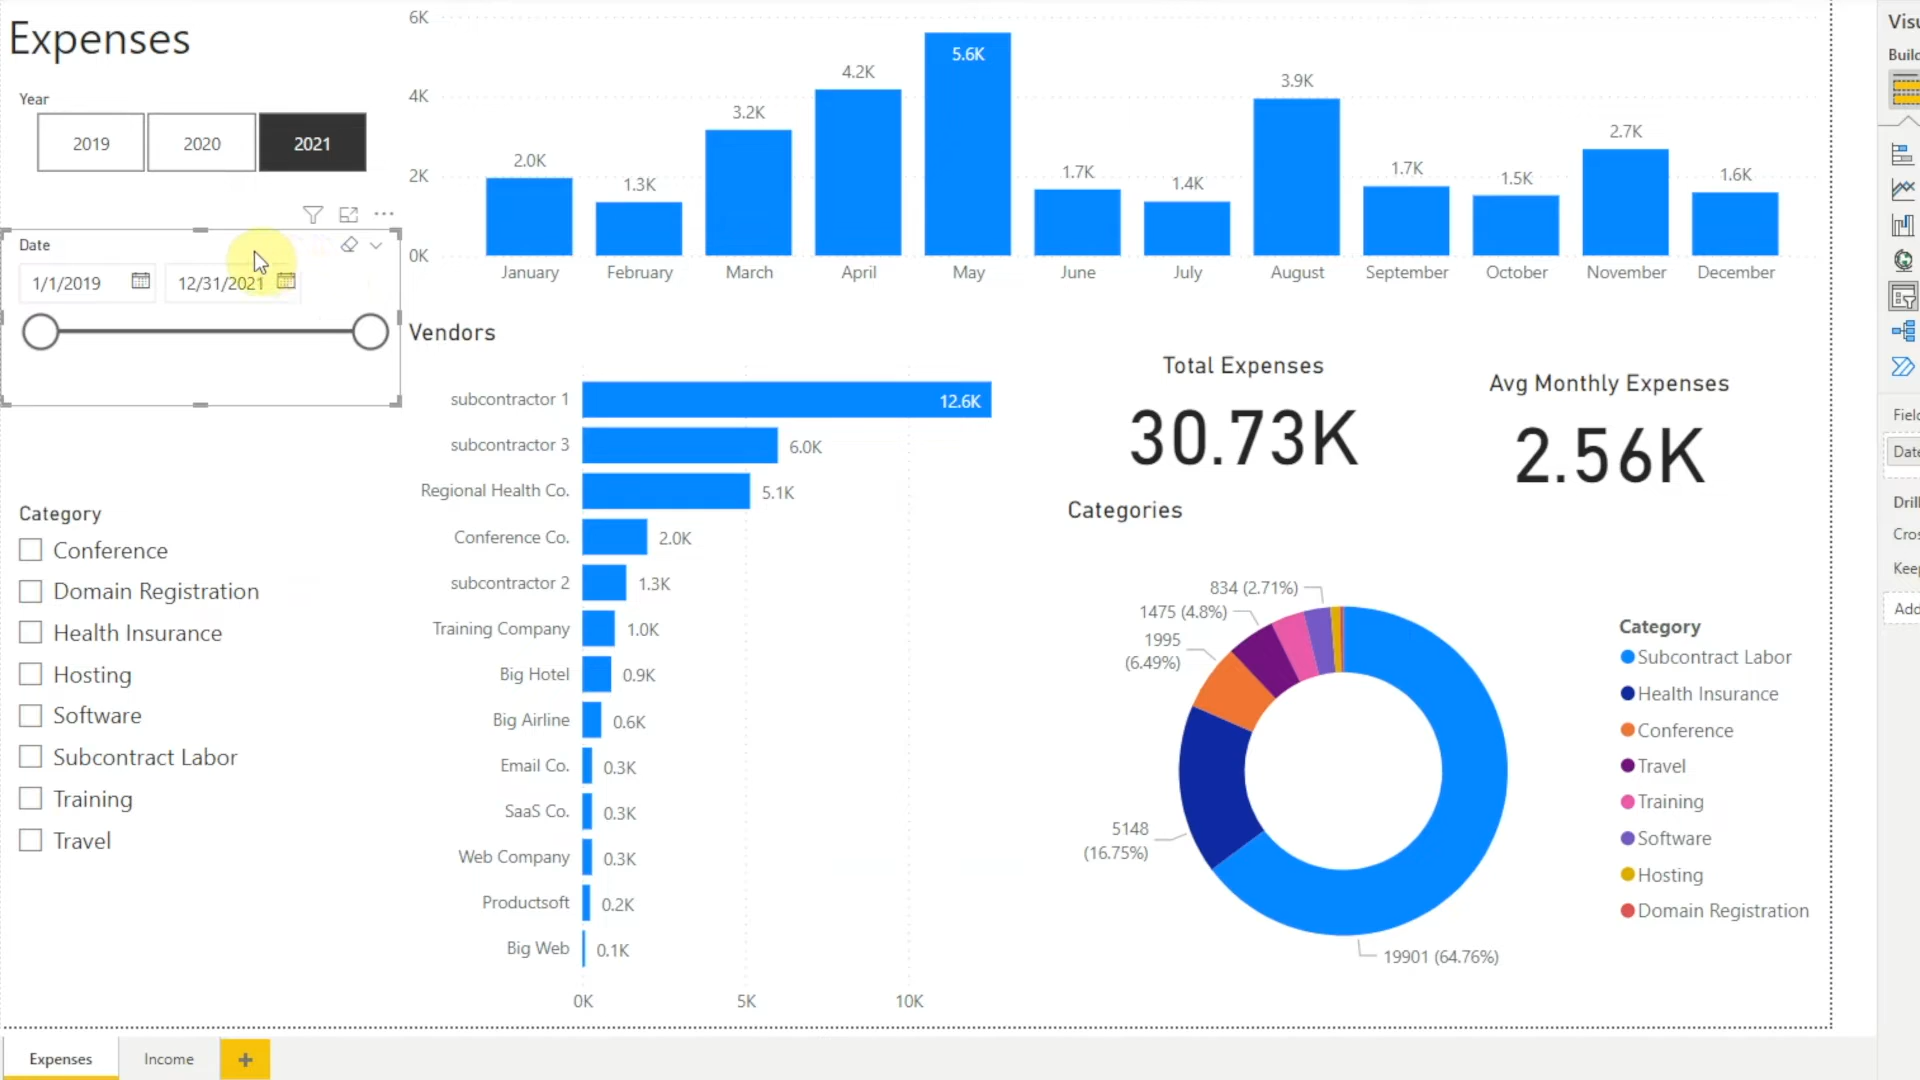 Expenses
Year
2019
2020
2021
Date
1/1/2019
12/31/2021
Category
Conference
Domain Registration
Health Insurance
Hosting
Software
Subcontract Labor
Training
Travel
6K
4K
2K
0K
2.0K
1.3K
3.2K
4.2K
5.6K
1.7K
1.4K
3.9K
1.7K
1.5K
2.7K
1.6K
January
February
March
April
May
June
July
August
September
October
November
December
Vendors
subcontractor 1
12.6K
subcontractor 3
6.0K
Regional Health Co.
5.1K
Conference Co.
2.0K
subcontractor 2
1.3K
Training Company
1.0K
Big Hotel
0.9K
Big Airline
0.6K
Email Co.
0.3K
SaaS Co.
0.3K
Web Company
0.3K
Productsoft
0.2K
Big Web
0.1K
0K
5K
10K
Total Expenses
30.73K
Avg Monthly Expenses
2.56K
Categories
834 (2.71%)
1475 (4.8%)
1995
(6.49%)
5148
(16.75%)
19901 (64.76%)
Category
Subcontract Labor
Health Insurance
Conference
Travel
Training
Software
Hosting
Domain Registration
Visu
Build
Field
Date
Drill
Cros
Keep
Add
Expenses
Income
+